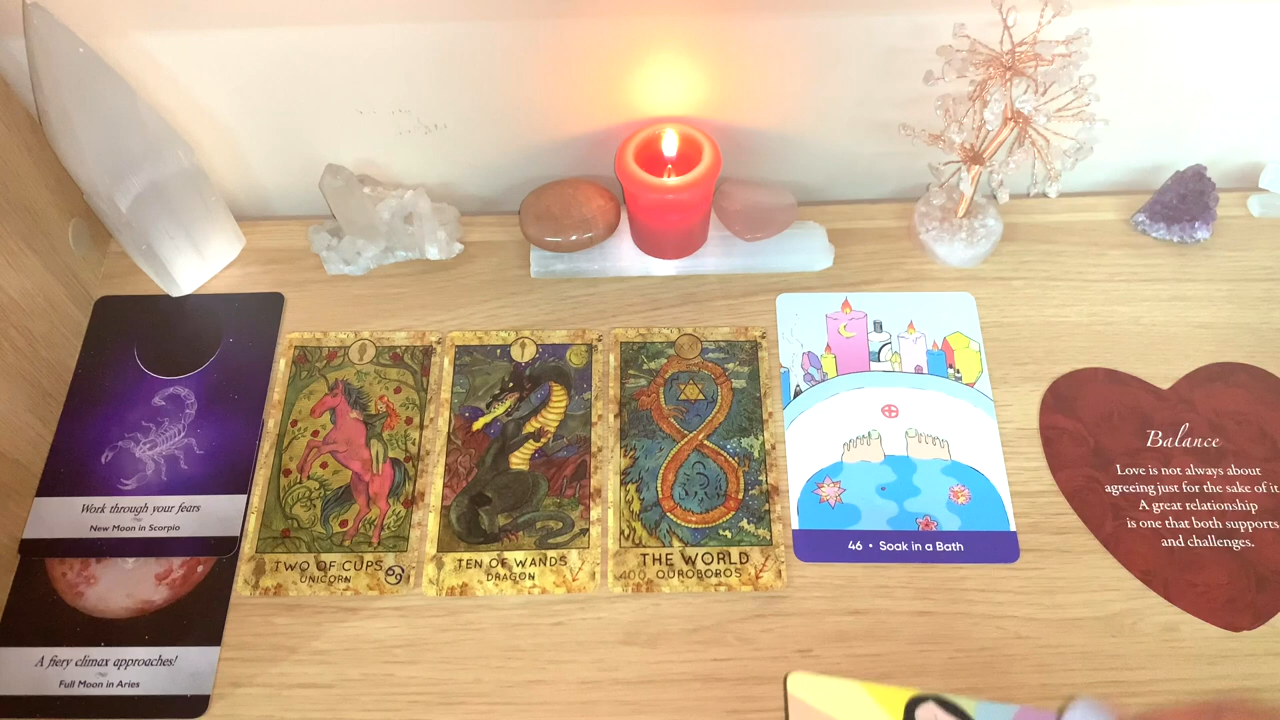 Work through your fears
New Moon in Scorpio
A fiery climax approaches!
Full Moon in Aries
TWO OF CUPS
UNICORN
TEN OF WANDS
DRAGON
THE WORLD
OUROBOROS
46 • Soak in a Bath
Balance
Love is not always about
agreeing just for the sake of it
A great relationship
is one that both supports
and challenges.